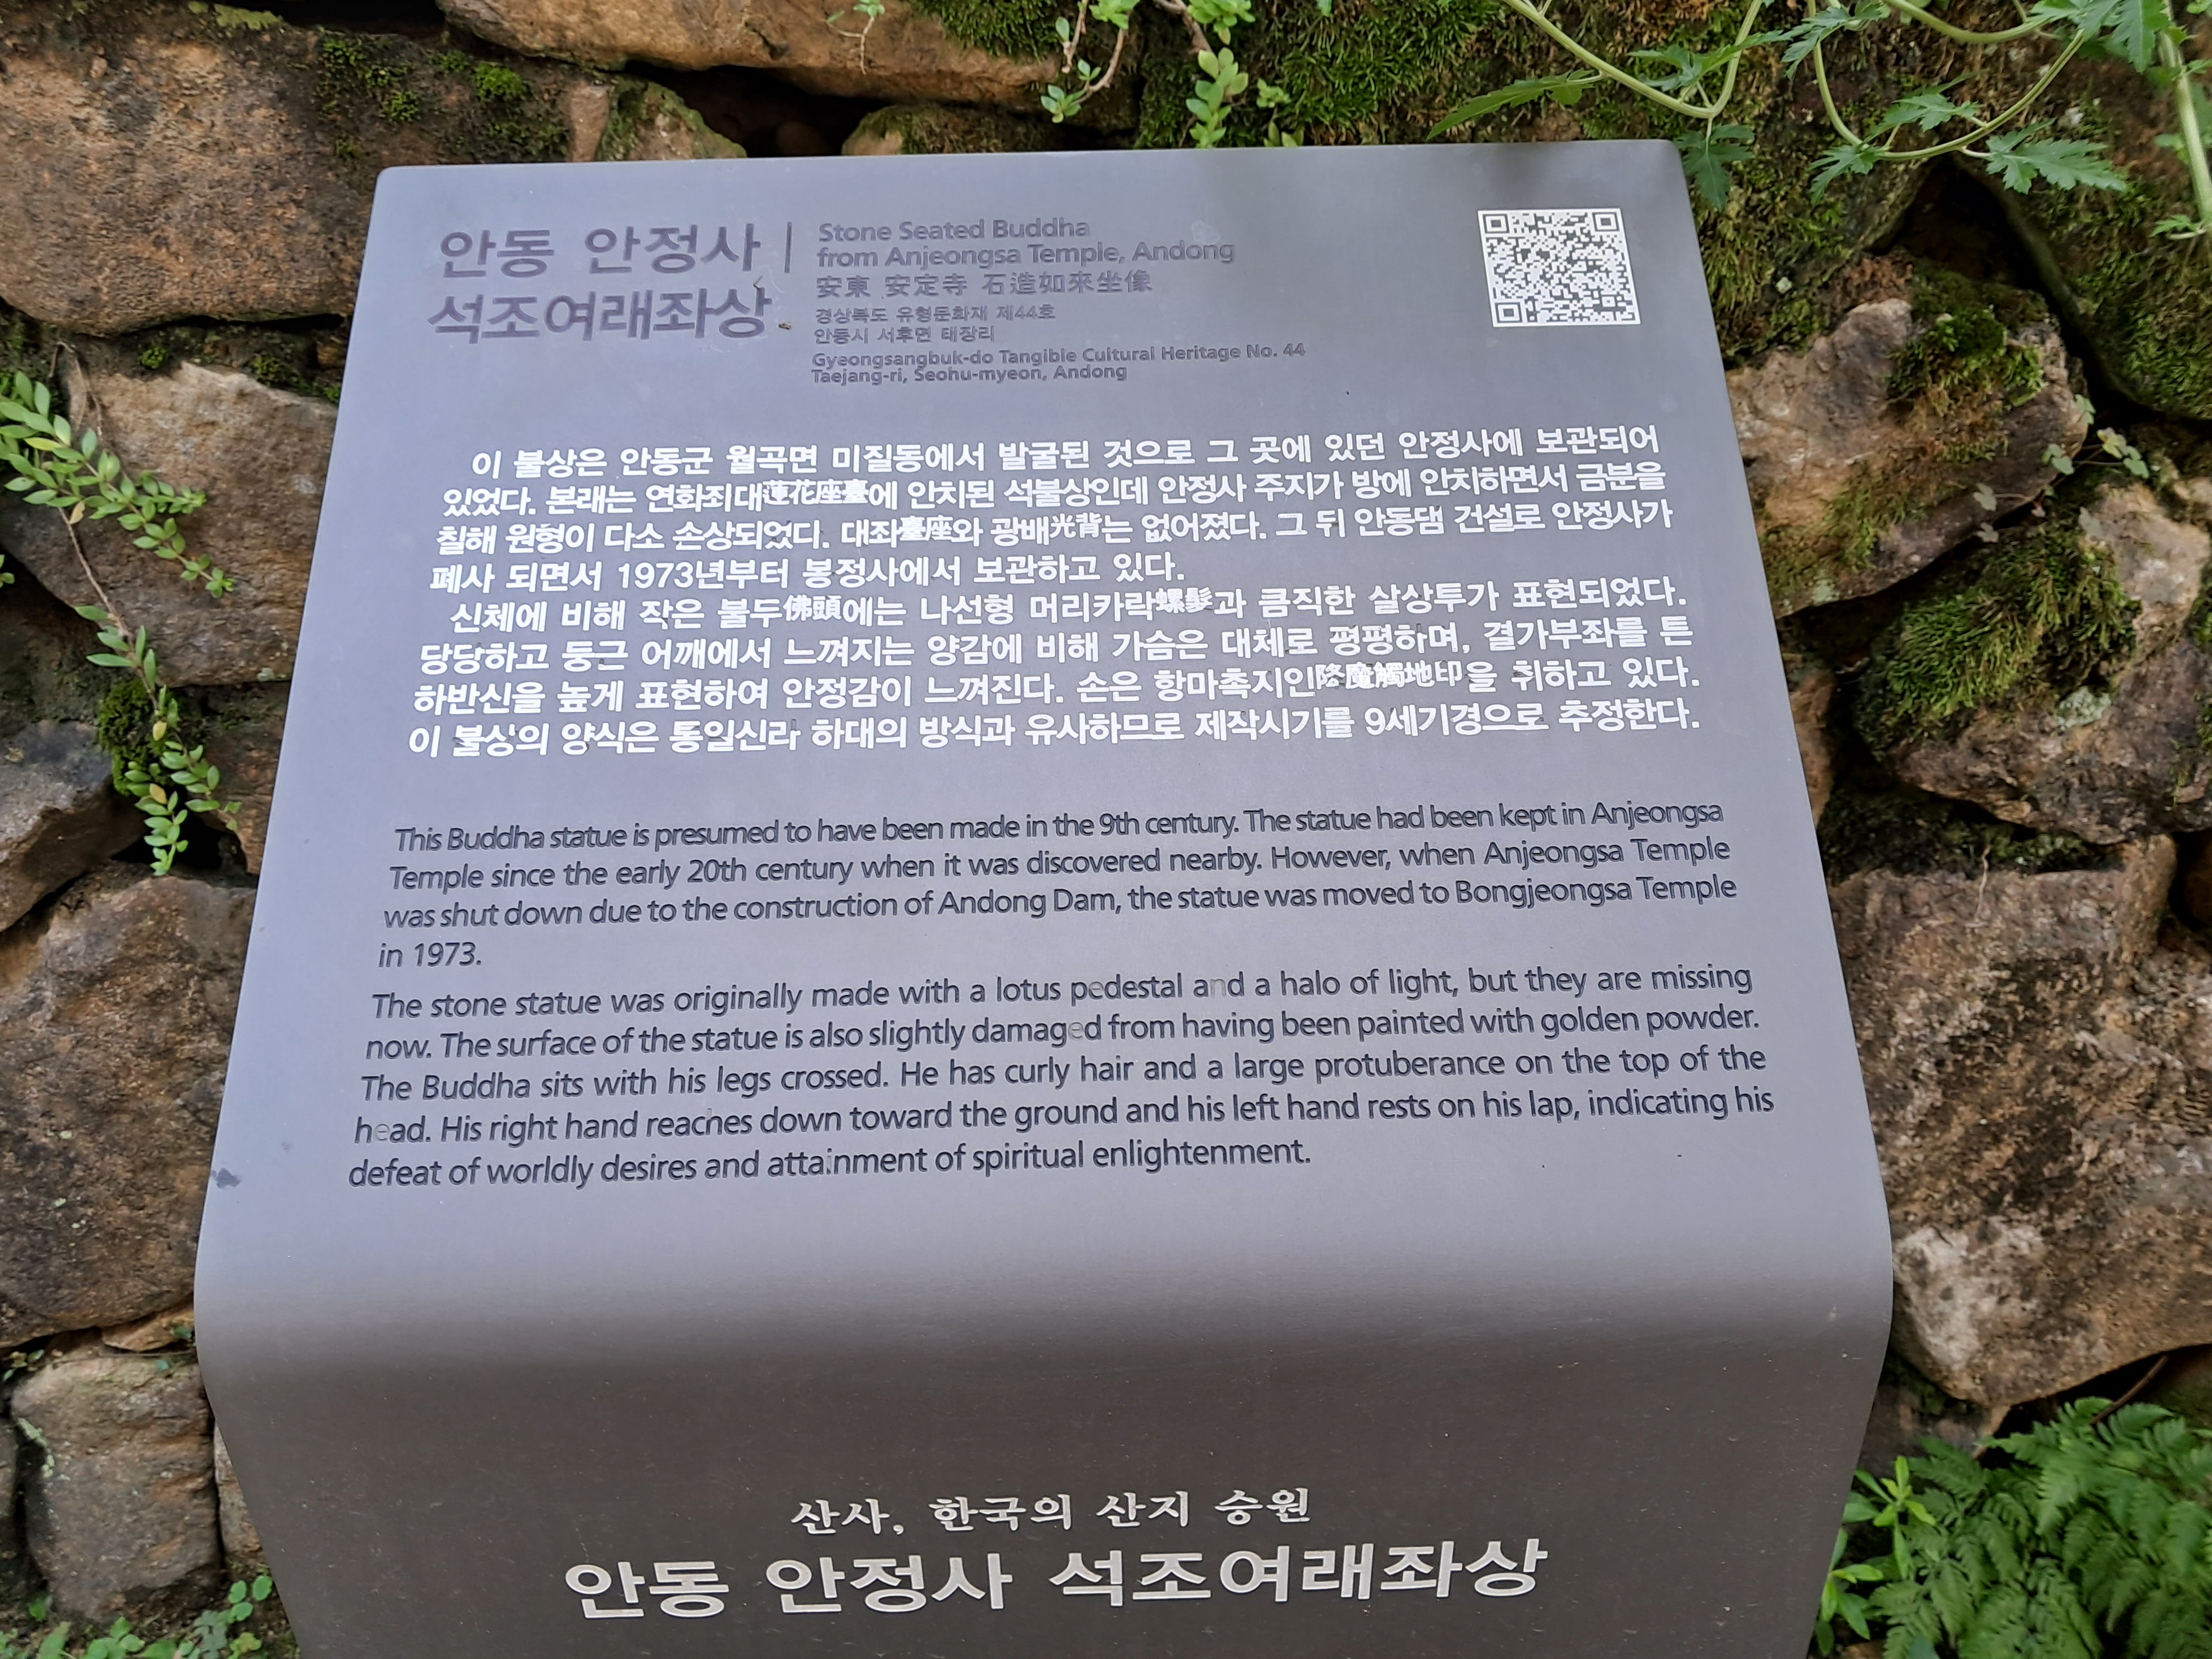 안동 안정사
석조여래좌상
Stone Seated Buddha
from Anjeongsa Temple, Andong
安東 安定寺 石造如來坐像
경상북도 유형문화재 제44호
안동시 서후면 태장리
Gyeongsangbuk-do Tangible Cultural Heritage No. 44
Taejang-ri, Seohu-myeon, Andong
이 불상은 안동군 월곡면 미질동에서 발굴된 것으로 그 곳에 있던 안정사에 보관되어
있었다. 본래는 연화좌대蓮花座臺에 안치된 석불상인데 안정사 주지가 방에 안치하면서 금분을
칠해 원형이 다소 손상되었다. 대좌臺座와 광배光背는 없어졌다. 그 뒤 안동댐 건설로 안정사가
폐사 되면서 1973년부터 봉정사에서 보관하고 있다.
신체에 비해 작은 불두佛頭에는 나선형 머리카락螺髮과 큼직한 살상투가 표현되었다.
당당하고 둥근 어깨에서 느껴지는 양감에 비해 가슴은 대체로 평평하며, 결가부좌를 튼
하반신을 높게 표현하여 안정감이 느껴진다. 손은 항마촉지인降魔觸地印을 취하고 있다.
이 불상의 양식은 통일신라 하대의 방식과 유사하므로 제작시기를 9세기경으로 추정한다.
This Buddha statue is presumed to have been made in the 9th century. The statue had been kept in Anjeongsa
Temple since the early 20th century when it was discovered nearby. However, when Anjeongsa Temple
was shut down due to the construction of Andong Dam, the statue was moved to Bongjeongsa Temple
in 1973.
The stone statue was originally made with a lotus pedestal and a halo of light, but they are missing
now. The surface of the statue is also slightly damaged from having been painted with golden powder.
The Buddha sits with his legs crossed. He has curly hair and a large protuberance on the top of the
head. His right hand reaches down toward the ground and his left hand rests on his lap, indicating his
defeat of worldly desires and attainment of spiritual enlightenment.
산사, 한국의 산지 승원
안동 안정사 석조여래좌상